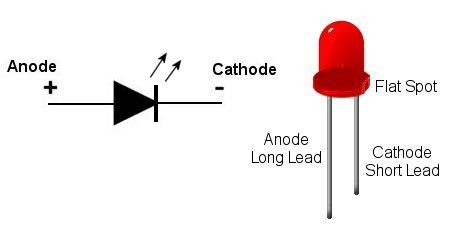 Anode
+
Cathode
-
Flat Spot
Anode
Long Lead
Cathode
Short Lead